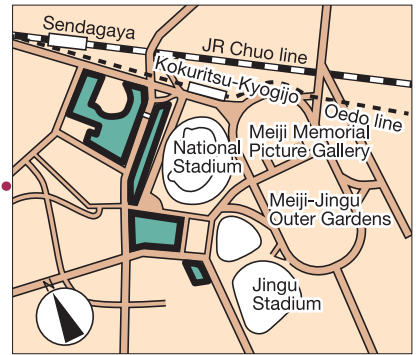 Sendagaya
JR Chuo line
Kokuritsu-Kyogijo
Oedo line
National
Stadium
Meiji Memorial
Picture Gallery
Meiji-Jingu
Outer Gardens
Jingu
Stadium